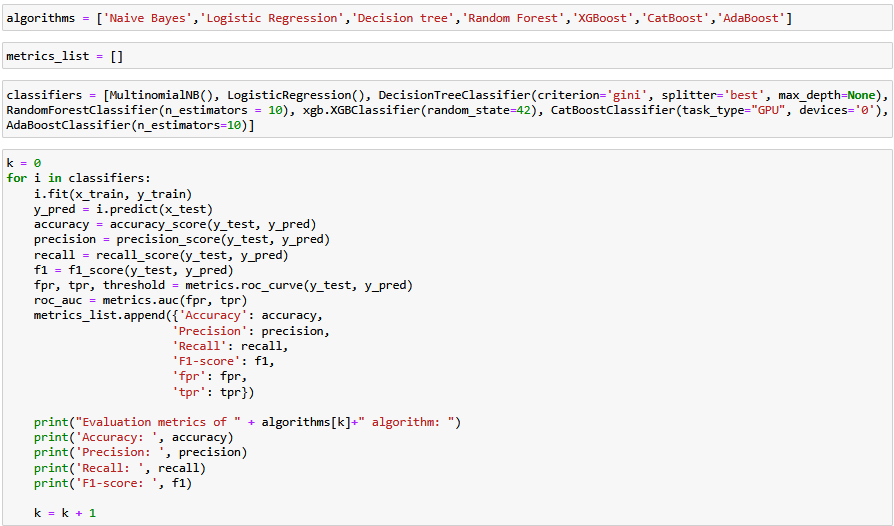 algorithms = ['Naive Bayes','Logistic Regression','Decision tree','Random Forest','XGBoost','CatBoost','AdaBoost']
metrics_list = []
classifiers = [MultinomialNB(), LogisticRegression(), DecisionTreeClassifier(criterion='gini', splitter='best', max_depth=None),
RandomForestClassifier(n_estimators = 10), xgb.XGBClassifier(random_state=42), CatBoostClassifier(task_type="GPU", devices='0'),
AdaBoostClassifier(n_estimators=10)]
k = 0
for i in classifiers:
    i.fit(x_train, y_train)
    y_pred = i.predict(x_test)
    accuracy = accuracy_score(y_test, y_pred)
    precision = precision_score(y_test, y_pred)
    recall = recall_score(y_test, y_pred)
    f1 = f1_score(y_test, y_pred)
    fpr, tpr, threshold = metrics.roc_curve(y_test, y_pred)
    roc_auc = metrics.auc(fpr, tpr)
    metrics_list.append({'Accuracy': accuracy,
                        'Precision': precision,
                        'Recall': recall,
                        'F1-score': f1,
                        'fpr': fpr,
                        'tpr': tpr})
    print("Evaluation metrics of " + algorithms[k]+" algorithm: ")
    print('Accuracy: ', accuracy)
    print('Precision: ', precision)
    print('Recall: ', recall)
    print('F1-score: ', f1)
    k = k + 1